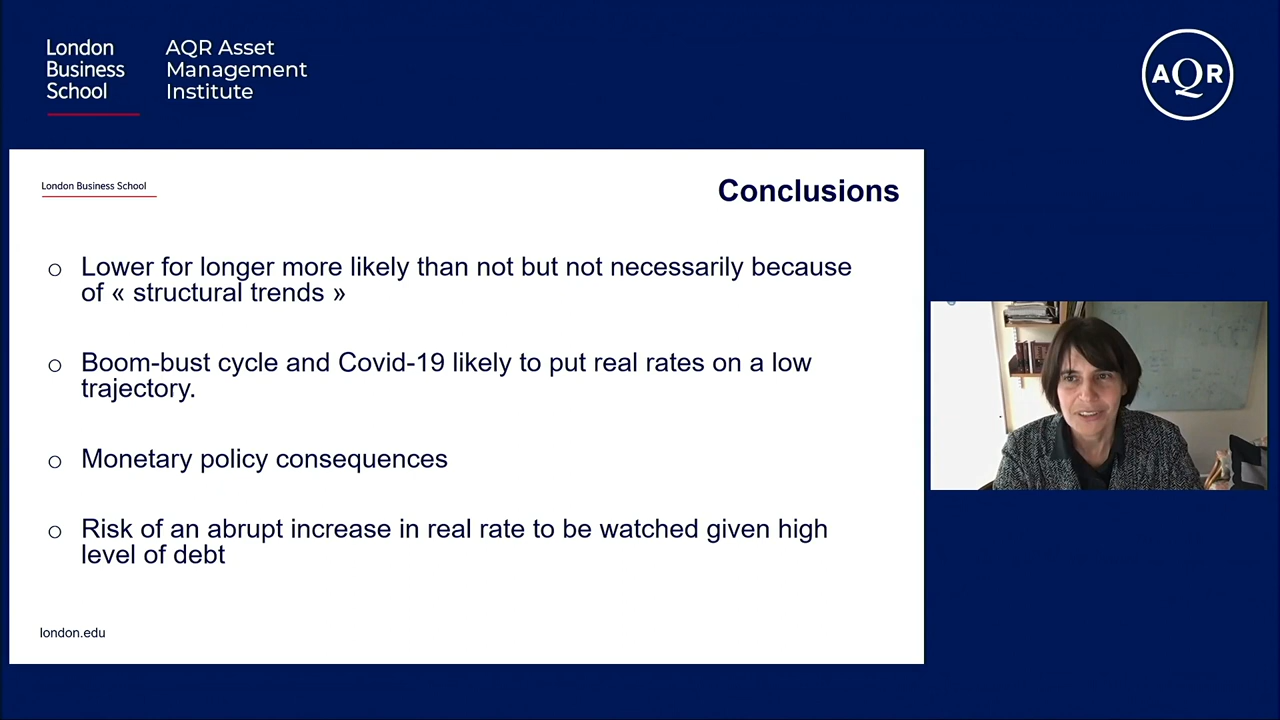 London
Business
School
AQR Asset
Management
Institute
AQR
London Business School
Conclusions
o Lower for longer more likely than not but not necessarily because
of « structural trends »
o Boom-bust cycle and Covid-19 likely to put real rates on a low
trajectory.
o Monetary policy consequences
o Risk of an abrupt increase in real rate to be watched given high
level of debt
london.edu